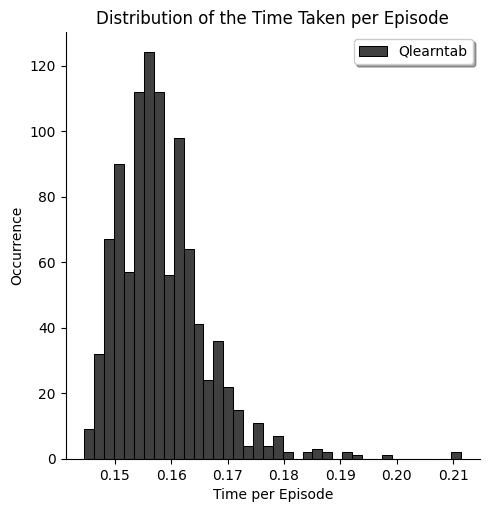 Distribution of the Time Taken per Episode
Qlearntab
120
100
80
60
40
20
0
Occurrence
0.15 0.16 0.17 0.18 0.19 0.20 0.21
Time per Episode